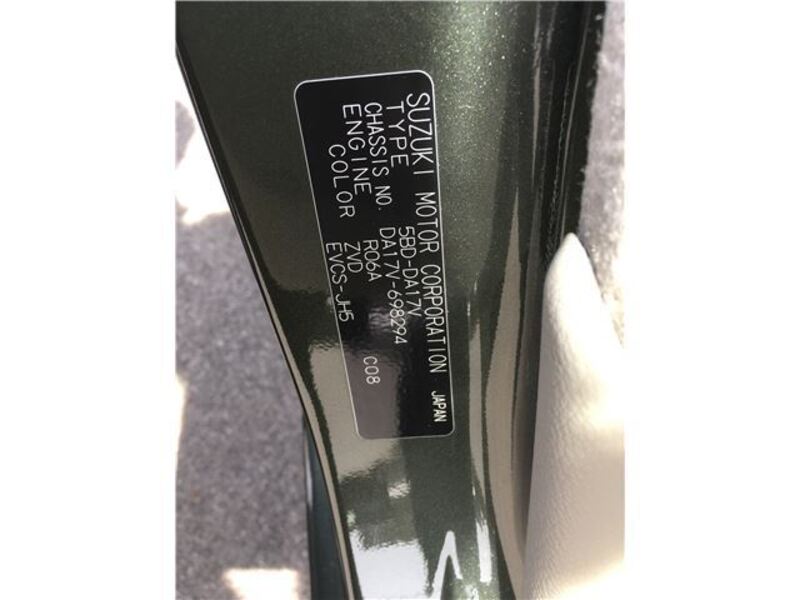 SUZUKI MOTOR CORPORATION JAPAN
TYPE 5BD-DA17V
CHASSIS NO. DA17V-698294
ENGINE R06A
COLOR ZVD C08
EVCS-JH5